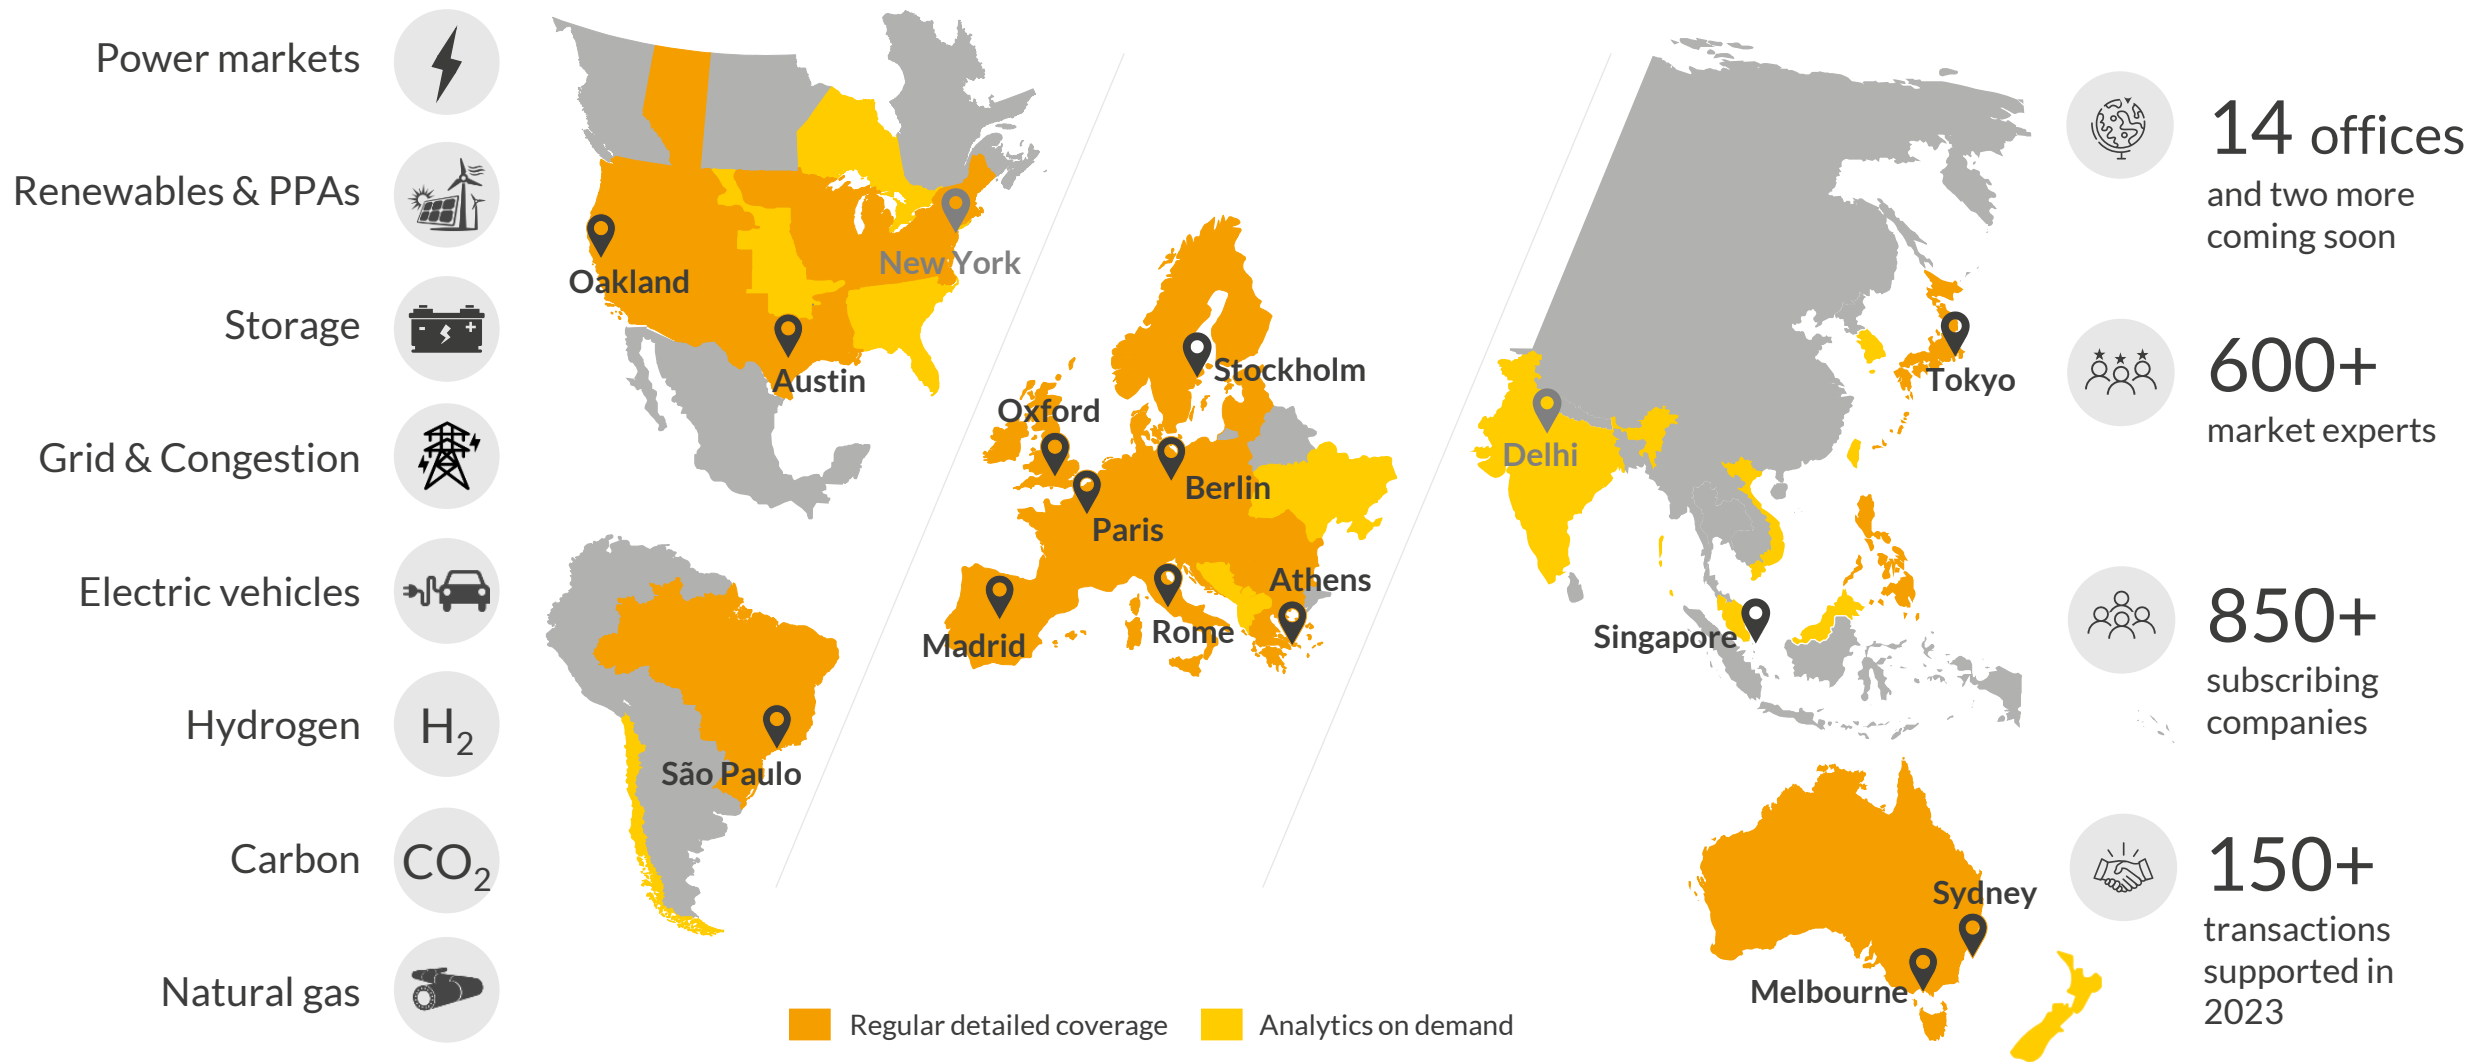 Power markets
Renewables & PPAs
Storage
Grid & Congestion
Electric vehicles
Hydrogen
H₂
Carbon
CO₂
Natural gas
Oakland
New York
Austin
São Paulo
Stockholm
Oxford
Berlin
Paris
Athens
Madrid
Rome
Tokyo
Delhi
Singapore
Sydney
Melbourne
Regular detailed coverage
Analytics on demand
14 offices
and two more
coming soon
600+
market experts
850+
subscribing
companies
150+
transactions
supported in
2023